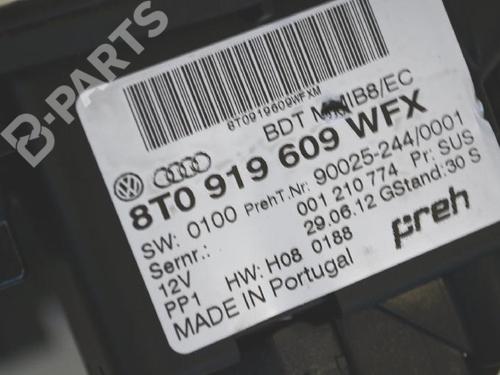 B-PARTS
8T0919609WFXM
BDT MMIB8/EC
8T0 919 609 WFX
SW: 0100 PrehT.Nr: 90025-244/0001
Sernr.: 001 210 774 Pr: SUS
12V 29.06.12 GStand: 30 S
PP1 HW: H08 0188
MADE IN Portugal
preh